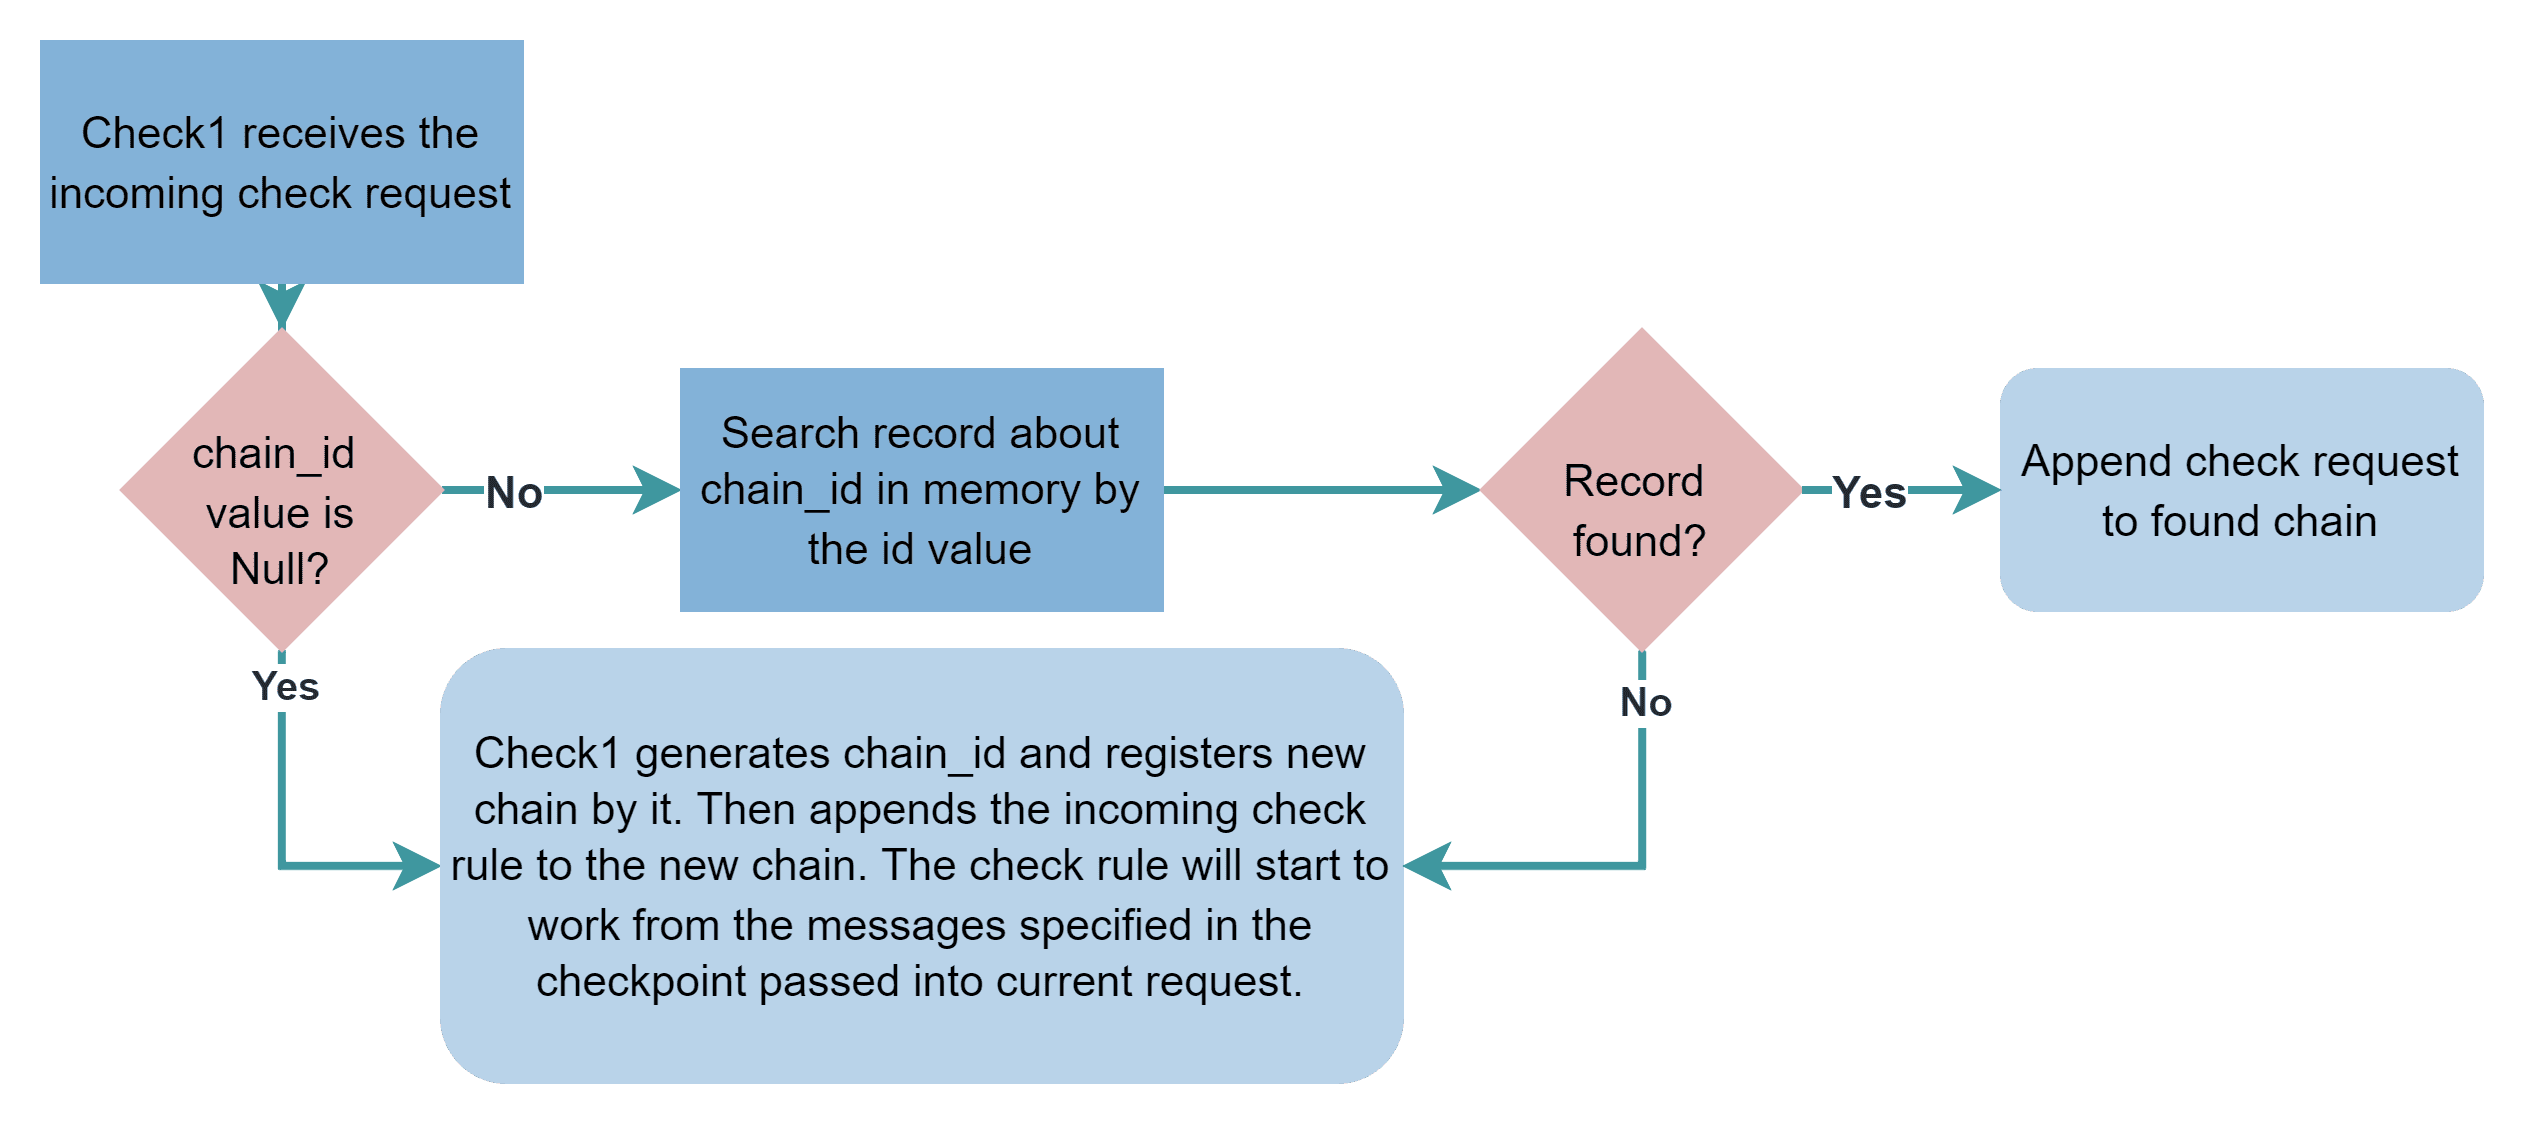 Check1 receives the
incoming check request
chain_id
value is
Null?
No
Search record about
chain_id in memory by
the id value
Record
found?
Yes
Append check request
to found chain
Yes
No
Check1 generates chain_id and registers new
chain by it. Then appends the incoming check
rule to the new chain. The check rule will start to
work from the messages specified in the
checkpoint passed into current request.